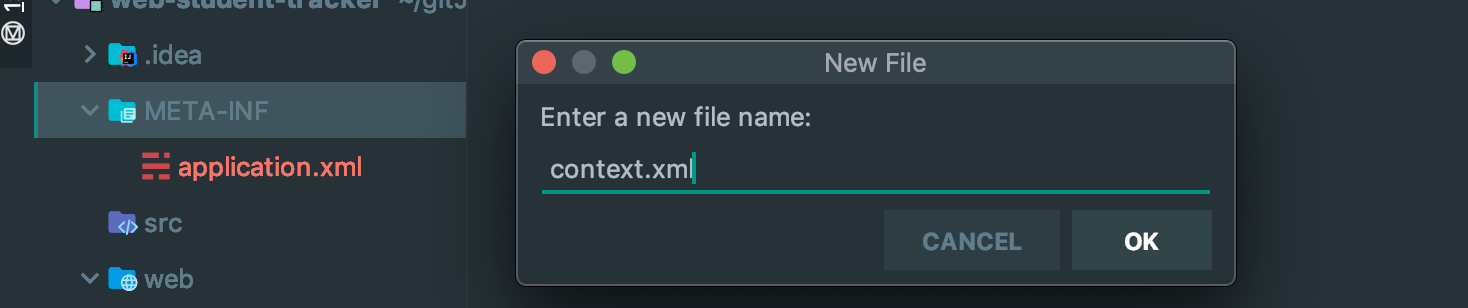 web-student-tracker
New File
.idea
META-INF
Enter a new file name:
application.xml
context.xml
src
CANCEL
OK
web